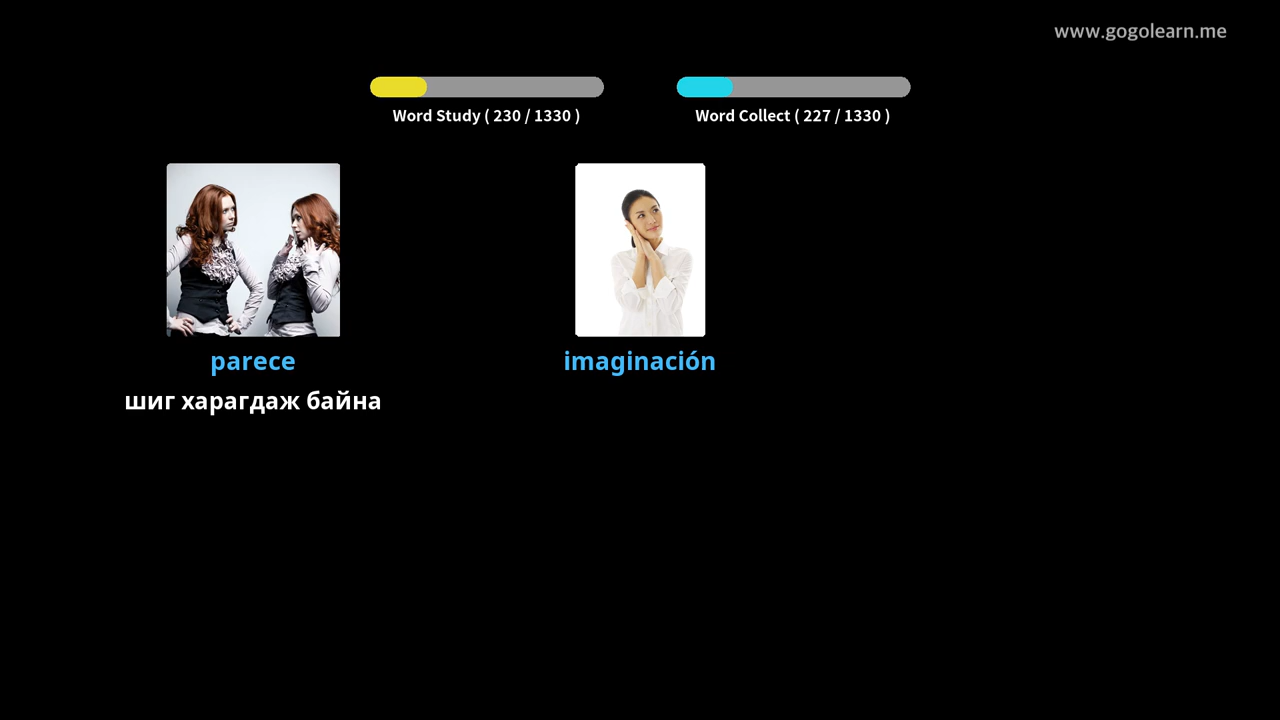 www.gogolearn.me
Word Study ( 230 / 1330 )
Word Collect ( 227 / 1330 )
parece
imaginación
шиг харагдаж байна